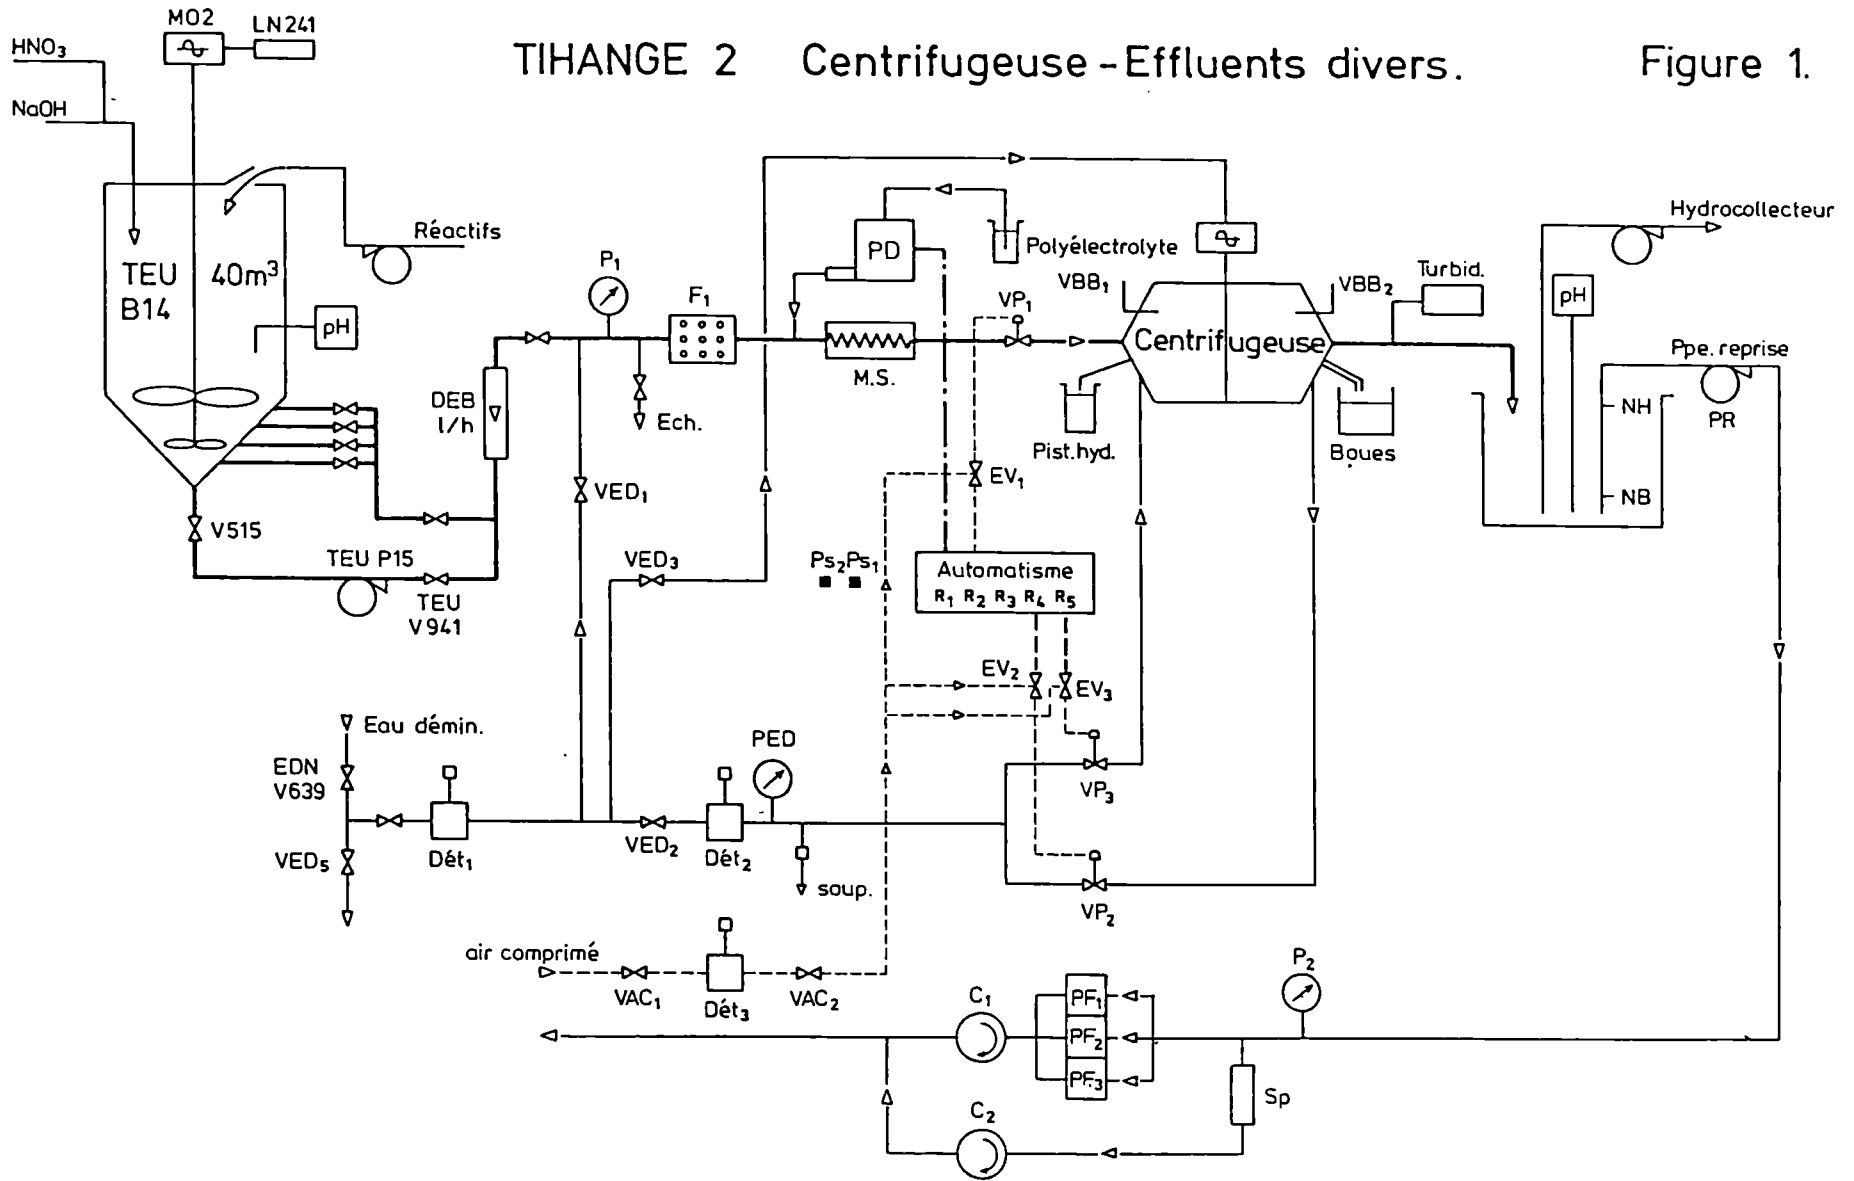 TIHANGE 2 Centrifugeuse - Effluents divers. Figure 1.
MO2
LN241
HNO₃
NaOH
Réactifs
TEU 40m³
B14
pH
V515
TEU P15
TEU
V941
DEB
l/h
P₁
F₁
Ech.
VED₁
VED₃
PD
Polyélectrolyte
M.S.
VP₁
EV₁
VBB₁
VBB₂
Centrifugeuse
Pist.hyd.
Boues
Turbid.
Hydrocollecteur
pH
Ppe. reprise
NH
PR
NB
Ps₂ Ps₁
Automatisme
R₁ R₂ R₃ R₄ R₅
EV₂
EV₃
VP₃
VP₂
Eau démin.
EDN
V639
VED₅
Dét₁
VED₂
Dét₂
PED
soup.
air comprimé
VAC₁
Dét₃
VAC₂
C₁
PF₁
PF₂
PF₃
P₂
Sp
C₂